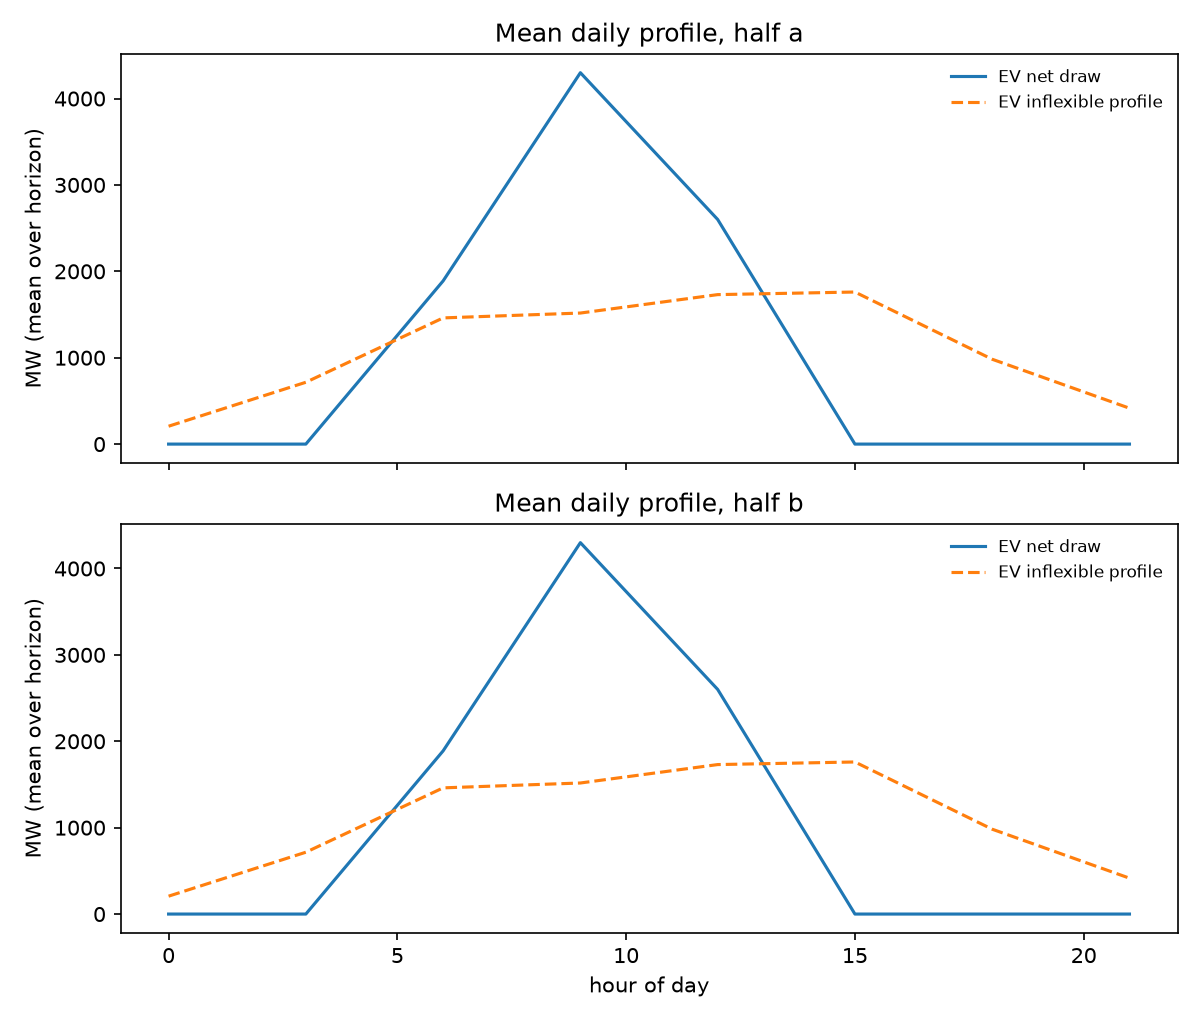 Mean daily profile, half a
EV net draw
EV inflexible profile
MW (mean over horizon)
4000
3000
2000
1000
0
Mean daily profile, half b
EV net draw
EV inflexible profile
MW (mean over horizon)
4000
3000
2000
1000
0
0 5 10 15 20
hour of day